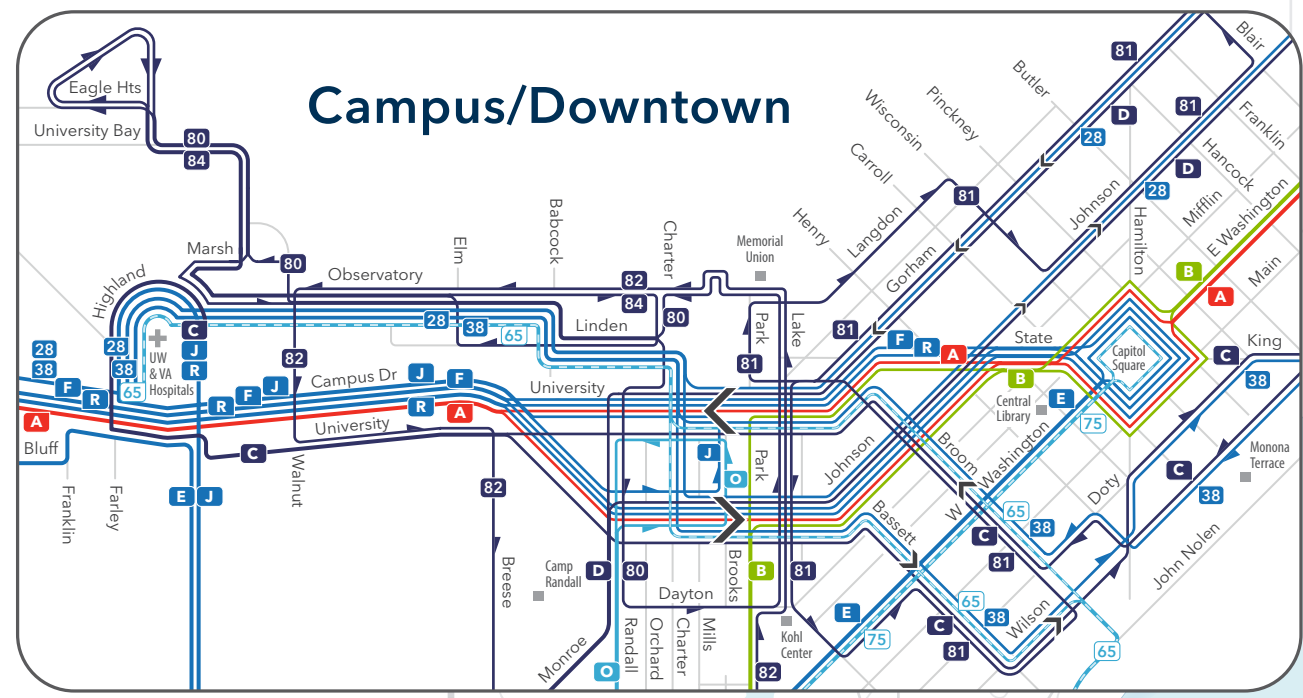 Campus/Downtown
Eagle Hts
University Bay
80
84
Marsh
80
Observatory
Highland
Elm
Babcock
Charter
82
84
80
Linden
28
38
65
Memorial
Union
Henry
Langdon
Carroll
Wisconsin
Pinckney
Butler
81
D
28
81
D
28
Blair
Franklin
Hancock
Mifflin
E Washington
Main
King
Johnson
Hamilton
Gorham
81
81
Park
Lake
81
B
A
C
38
State
F
R
A
B
Capitol
Square
Central
Library
E
75
28
38
F
R
A
Bluff
28
38
65
C
J
R
UW
& VA
Hospitals
R
F
J
Campus Dr
J
F
R
A
University
University
82
C
Walnut
E
J
Franklin
Farley
82
Breese
J
O
Park
Johnson
Broom
W Washington
Doty
Monona
Terrace
C
38
John Nolen
65
38
C
81
Bassett
Camp
Randall
D
80
Brooks
B
81
Dayton
Monroe
Randall
Orchard
Charter
Mills
O
82
Kohl
Center
E
75
65
38
C
81
Wilson
65